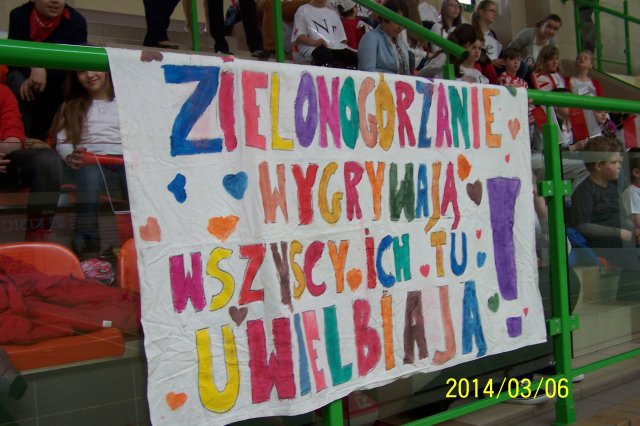 ZIELONOGÓRZANIE
WYGRYWAJĄ
WSZYSCY.ICH TU
UWIELBIAJĄ!
2014/03/06